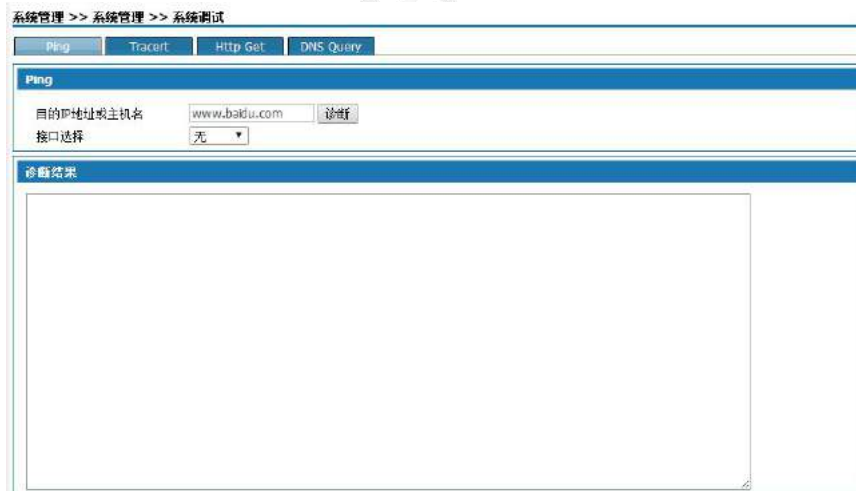 系统管理 >> 系统管理 >> 系统调试
Ping Tracert Http Get DNS Query
Ping
目的IP地址或主机名 www.baidu.com 诊断
接口选择 无
诊断结果